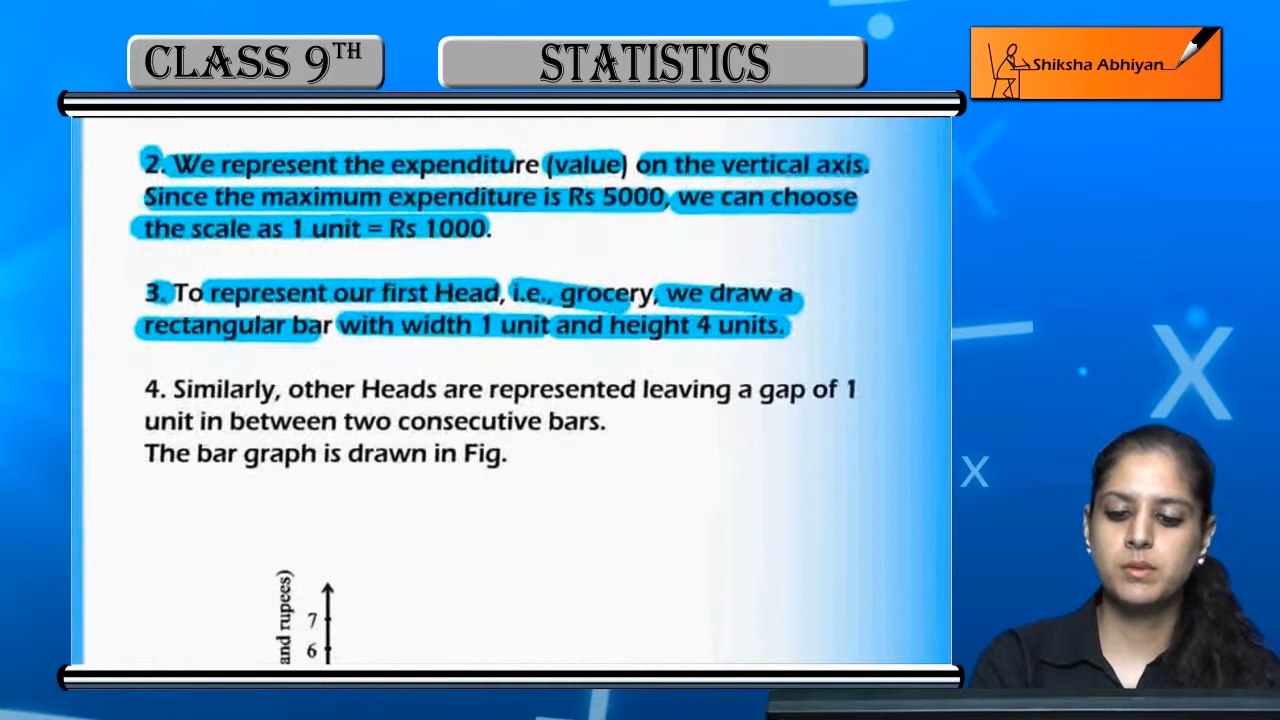 CLASS 9TH
STATISTICS
Shiksha Abhiyan
2. We represent the expenditure (value) on the vertical axis.
Since the maximum expenditure is Rs 5000, we can choose
the scale as 1 unit = Rs 1000.
3. To represent our first Head, i.e., grocery, we draw a
rectangular bar with width 1 unit and height 4 units.
4. Similarly, other Heads are represented leaving a gap of 1
unit in between two consecutive bars.
The bar graph is drawn in Fig.
and rupees)
7
6
X
X